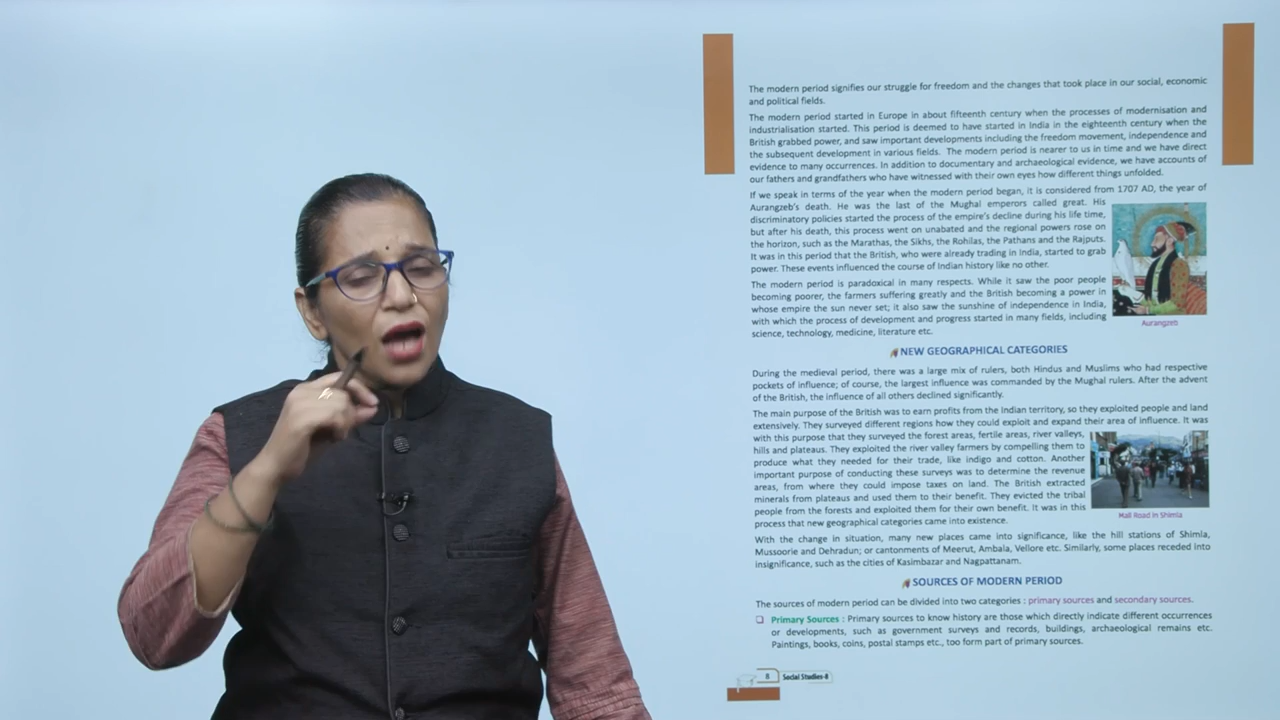 The modern period signifies our struggle for freedom and the changes that took place in our social, economic
and political fields.
The modern period started in Europe in about fifteenth century when the processes of modernisation and
industrialisation started. This period is deemed to have started in India in the eighteenth century when the
British grabbed power, and saw important developments including the freedom movement, independence and
the subsequent development in various fields. The modern period is nearer to us in time and we have direct
evidence to many occurrences. In addition to documentary and archaeological evidence, we have accounts of
our fathers and grandfathers who have witnessed with their own eyes how different things unfolded.
If we speak in terms of the year when the modern period began, it is considered from 1707 AD, the year of
Aurangzeb's death. He was the last of the Mughal emperors called great. His
discriminatory policies started the process of the empire's decline during his life time,
but after his death, this process went on unabated and the regional powers rose on
the horizon, such as the Marathas, the Sikhs, the Rohilas, the Pathans and the Rajputs.
It was in this period that the British, who were already trading in India, started to grab
power. These events influenced the course of Indian history like no other.
Aurangzeb
The modern period is paradoxical in many respects. While it saw the poor people
becoming poorer, the farmers suffering greatly and the British becoming a power in
whose empire the sun never set; it also saw the sunshine of independence in India,
with which the process of development and progress started in many fields, including
science, technology, medicine, literature etc.
NEW GEOGRAPHICAL CATEGORIES
During the medieval period, there was a large mix of rulers, both Hindus and Muslims who had respective
pockets of influence; of course, the largest influence was commanded by the Mughal rulers. After the advent
of the British, the influence of all others declined significantly.
The main purpose of the British was to earn profits from the Indian territory, so they exploited people and land
extensively. They surveyed different regions how they could exploit and expand their area of influence. It was
with this purpose that they surveyed the forest areas, fertile areas, river valleys,
hills and plateaus. They exploited the river valley farmers by compelling them to
produce what they needed for their trade, like indigo and cotton. Another
important purpose of conducting these surveys was to determine the revenue
areas, from where they could impose taxes on land. The British extracted
minerals from plateaus and used them to their benefit. They evicted the tribal
people from the forests and exploited them for their own benefit. It was in this
process that new geographical categories came into existence.
Mall Road in Shimla
With the change in situation, many new places came into significance, like the hill stations of Shimla,
Mussoorie and Dehradun; or cantonments of Meerut, Ambala, Vellore etc. Similarly, some places receded into
insignificance, such as the cities of Kasimbazar and Nagpattanam.
SOURCES OF MODERN PERIOD
The sources of modern period can be divided into two categories : primary sources and secondary sources.
❑ Primary Sources : Primary sources to know history are those which directly indicate different occurrences
or developments, such as government surveys and records, buildings, archaeological remains etc.
Paintings, books, coins, postal stamps etc., too form part of primary sources.
8 Social Studies-8